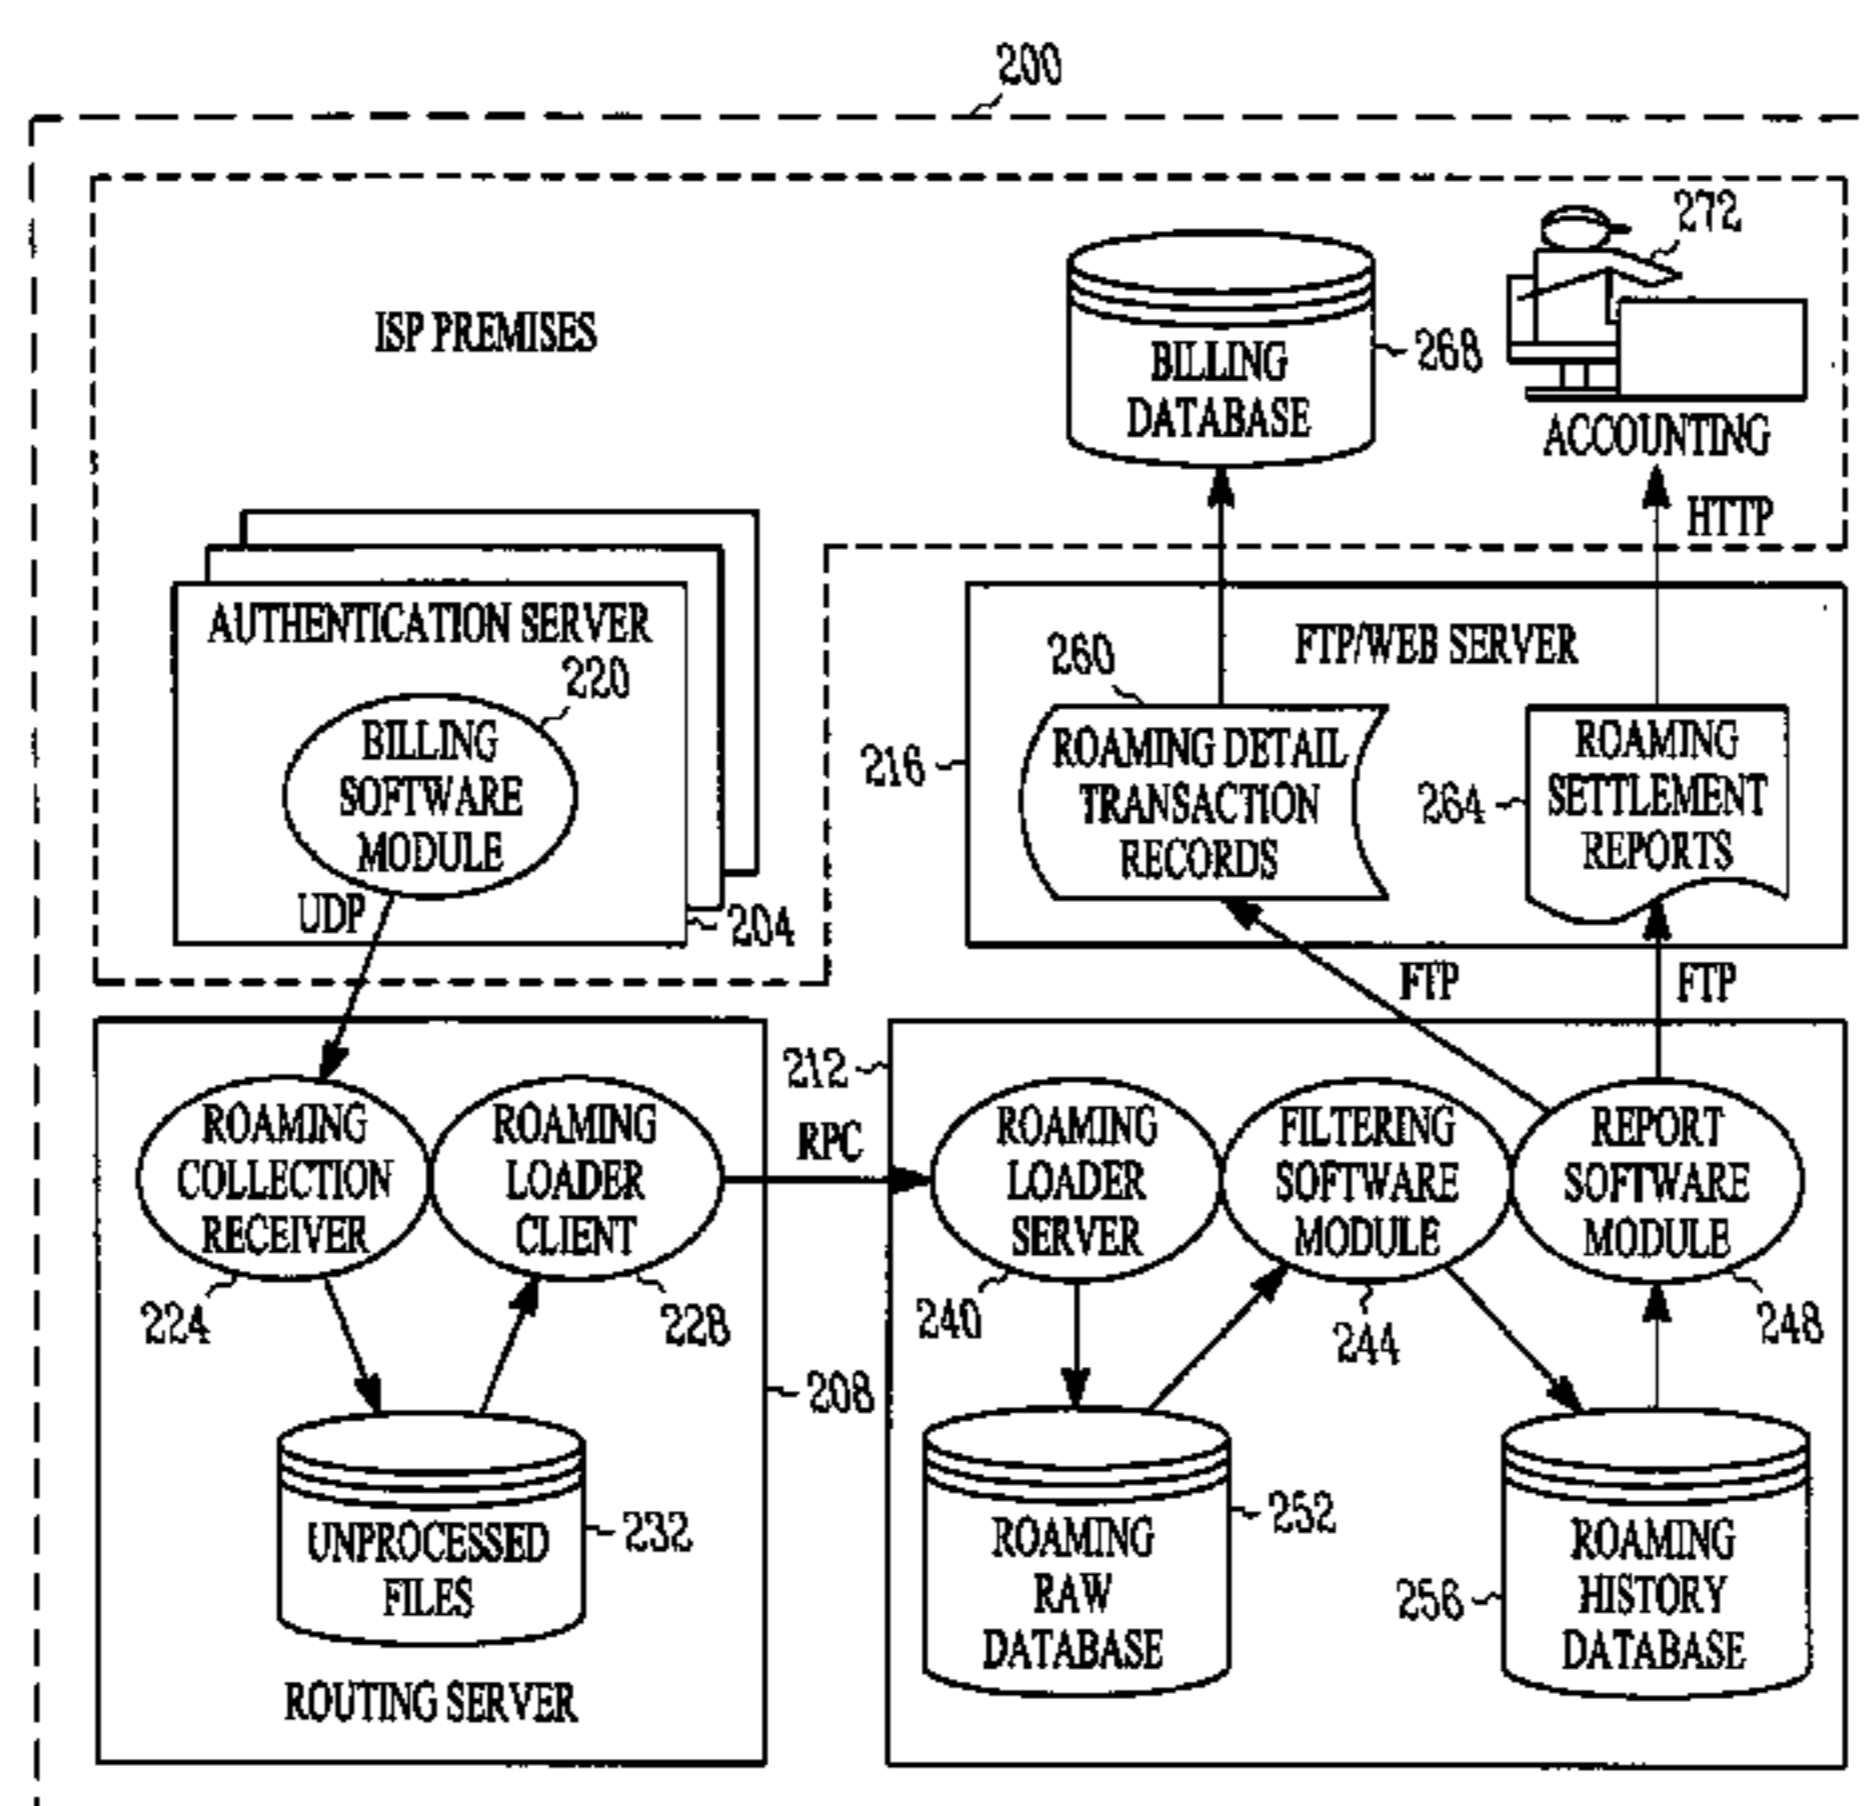 200
272
ISP PREMISES
BILLING
DATABASE
268
ACCOUNTING
HTTP
AUTHENTICATION SERVER
220
BILLING
SOFTWARE
MODULE
UDP
204
FTP/WEB SERVER
260
216
ROAMING DETAIL
TRANSACTION
RECORDS
264
ROAMING
SETTLEMENT
REPORTS
FTP
FTP
212
ROAMING
COLLECTION
RECEIVER
224
ROAMING
LOADER
CLIENT
228
RPC
ROAMING
LOADER
SERVER
240
FILTERING
SOFTWARE
MODULE
244
REPORT
SOFTWARE
MODULE
248
208
UNPROCESSED
FILES
232
ROUTING SERVER
ROAMING
RAW
DATABASE
252
256
ROAMING
HISTORY
DATABASE